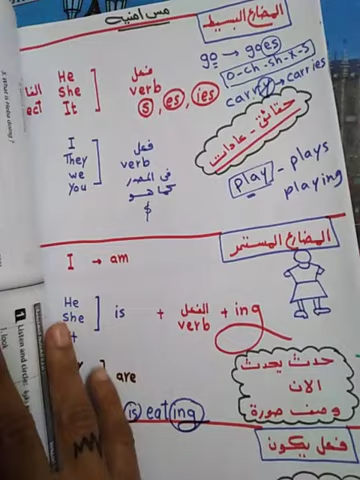 مس امنيه
المضارع البسيط
He
She
It
فعل
verb
s, es, ies
go → goes
o-ch-sh-x-s
carry → carries
حقائق - عادات
I
They
we
You
فعل
verb
فى المصدر
كما هو
play - plays
playing
المضارع المستمر
I → am
He
She
is + الفعل + ing
verb
are
is eating
حدث يحدث
الان
وصف صورة
فعل يكون
1 Listen and circle: